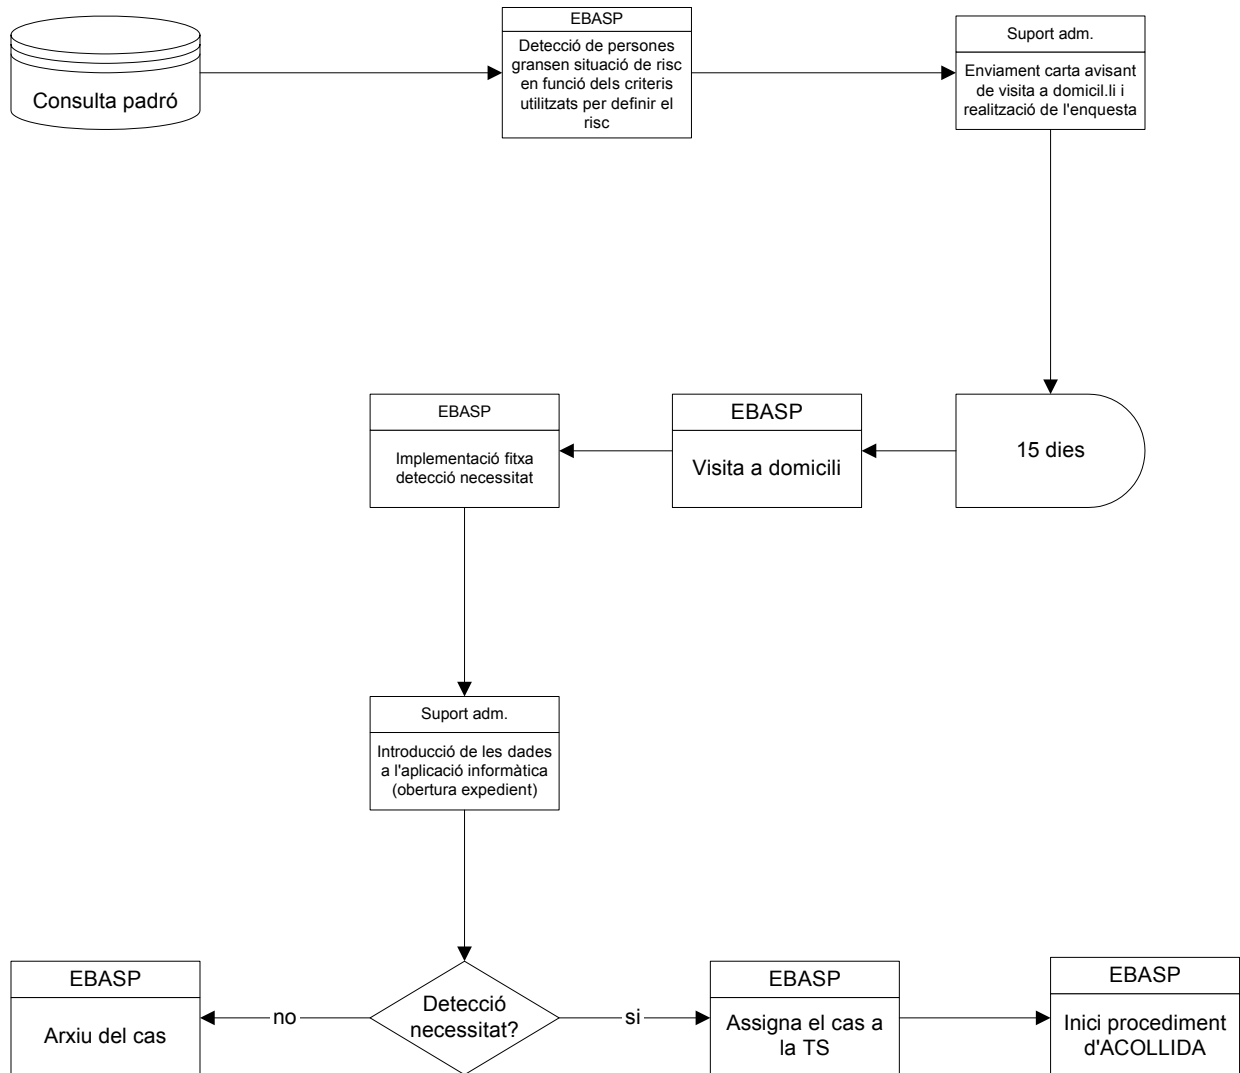 Consulta padró
EBASP
Detecció de persones
gransen situació de risc
en funció dels criteris
utilitzats per definir el
risc
Suport adm.
Enviament carta avisant
de visita a domicil.li i
realització de l'enquesta
15 dies
EBASP
Visita a domicili
EBASP
Implementació fitxa
detecció necessitat
Suport adm.
Introducció de les dades
a l'aplicació informàtica
(obertura expedient)
Detecció
necessitat?
no
EBASP
Arxiu del cas
si
EBASP
Assigna el cas a
la TS
EBASP
Inici procediment
d'ACOLLIDA